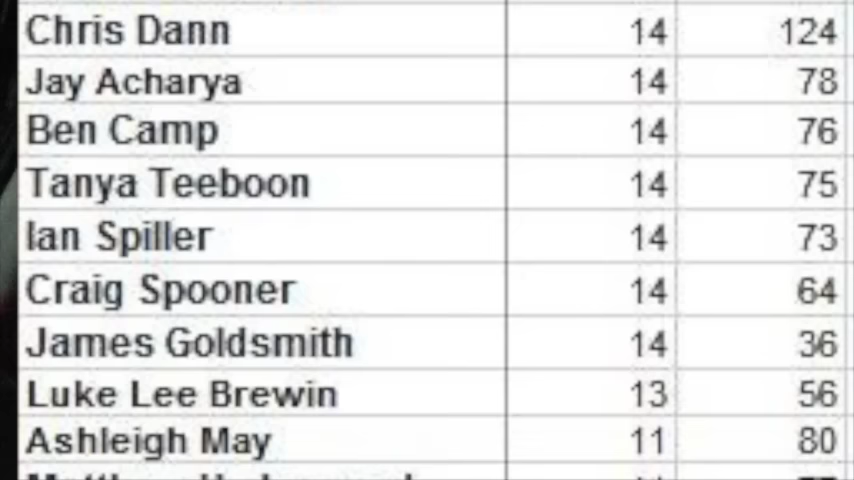 Chris Dann 14 124
Jay Acharya 14 78
Ben Camp 14 76
Tanya Teeboon 14 75
Ian Spiller 14 73
Craig Spooner 14 64
James Goldsmith 14 36
Luke Lee Brewin 13 56
Ashleigh May 11 80